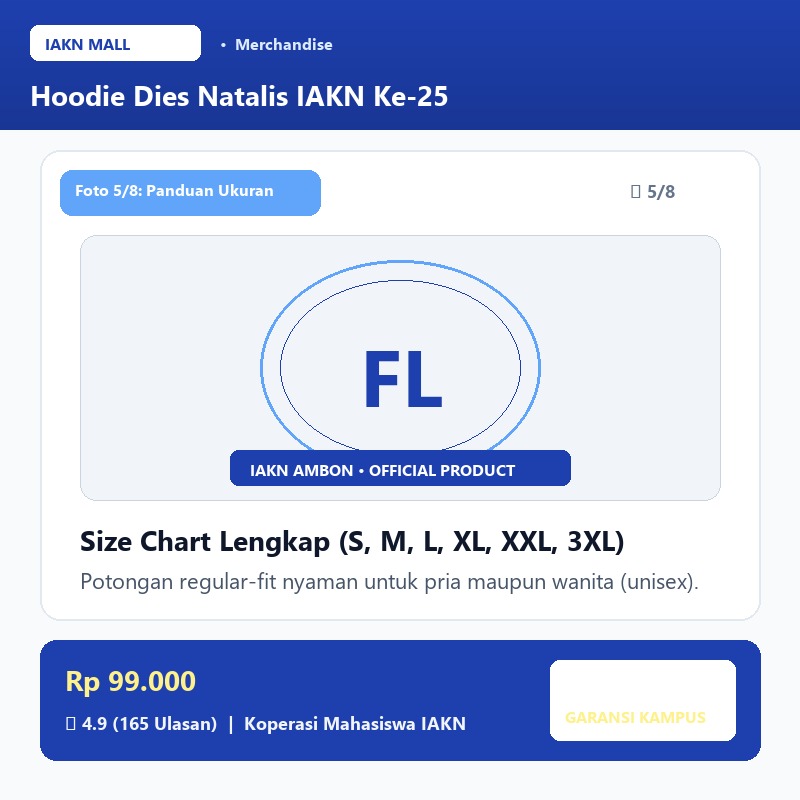 IAKN MALL
• Merchandise
Hoodie Dies Natalis IAKN Ke-25
Foto 5/8: Panduan Ukuran
5/8
FL
IAKN AMBON • OFFICIAL PRODUCT
Size Chart Lengkap (S, M, L, XL, XXL, 3XL)
Potongan regular-fit nyaman untuk pria maupun wanita (unisex).
Rp 99.000
4.9 (165 Ulasan) | Koperasi Mahasiswa IAKN
GARANSI KAMPUS